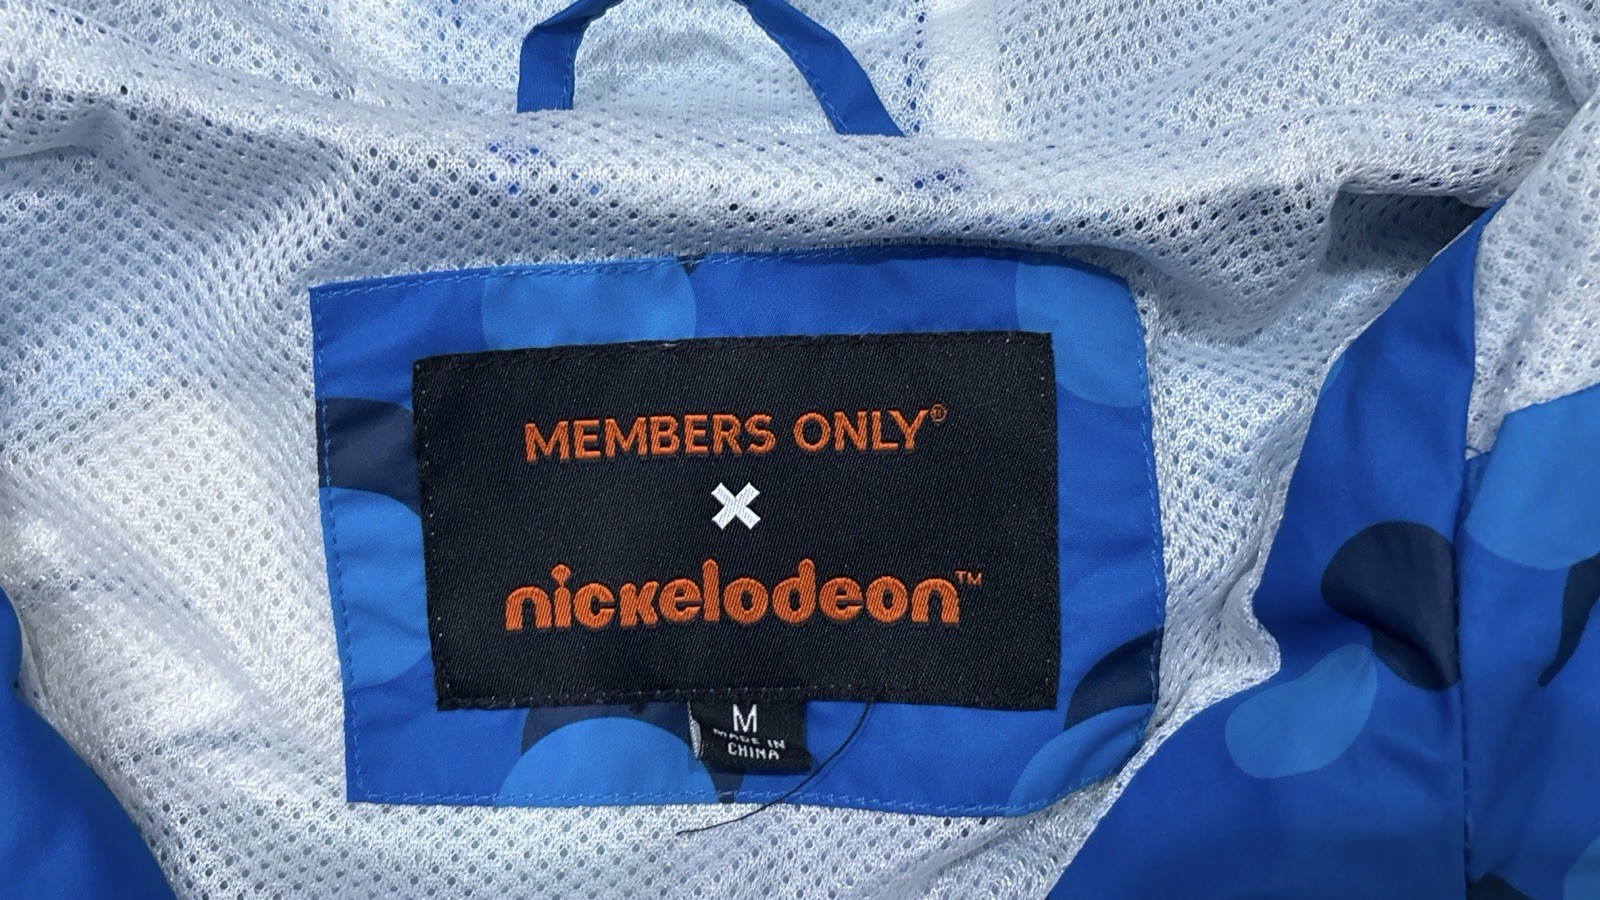 MEMBERS ONLY®
×
nickelodeon™
M
MADE IN
CHINA